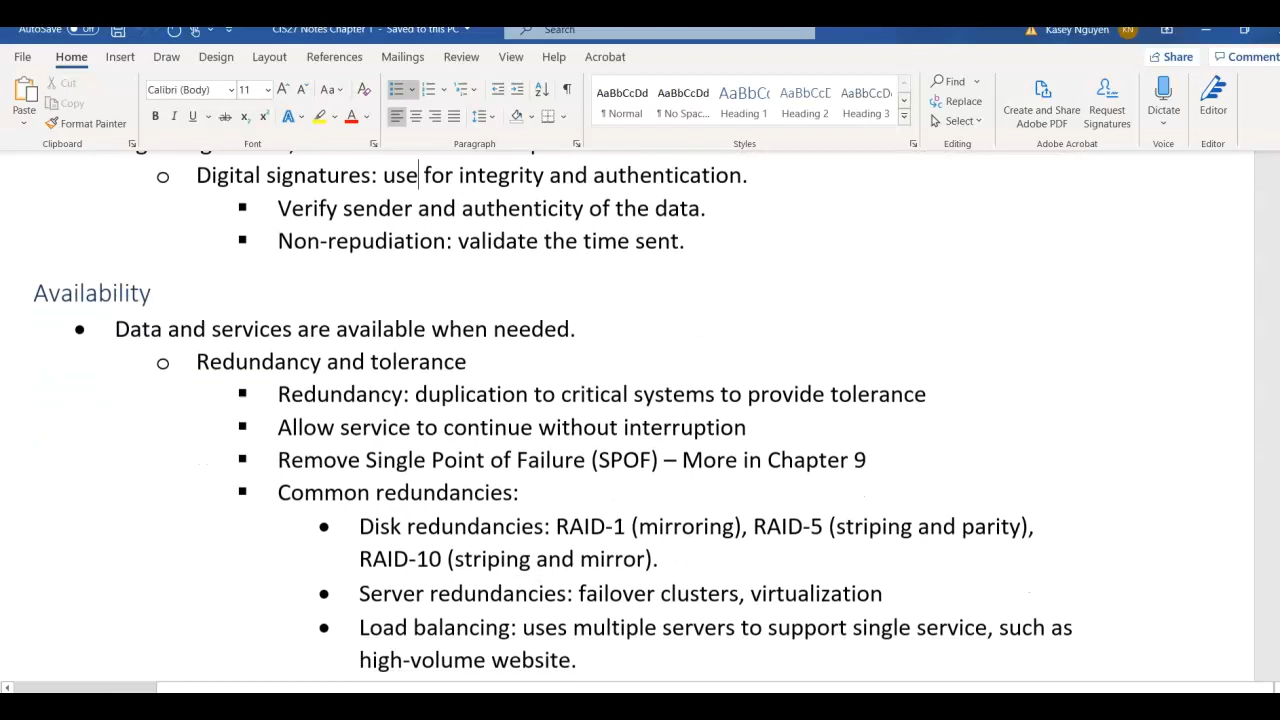 AutoSave Off CIS27 Notes Chapter 1 - Saved to this PC Search Kasey Nguyen KN
File Home Insert Draw Design Layout References Mailings Review View Help Acrobat Share Comment
Paste Cut Copy Format Painter
Calibri (Body) 11
AaBbCcDd AaBbCcDd AaBbCc AaBbCcD AaBbCcDd
Normal No Spac... Heading 1 Heading 2 Heading 3
Find Replace Select
Create and Share Adobe PDF Request Signatures Dictate Editor
Clipboard Font Paragraph Styles Editing Adobe Acrobat Voice Editor
o Digital signatures: use for integrity and authentication.
▪ Verify sender and authenticity of the data.
▪ Non-repudiation: validate the time sent.
Availability
• Data and services are available when needed.
o Redundancy and tolerance
▪ Redundancy: duplication to critical systems to provide tolerance
▪ Allow service to continue without interruption
▪ Remove Single Point of Failure (SPOF) – More in Chapter 9
▪ Common redundancies:
• Disk redundancies: RAID-1 (mirroring), RAID-5 (striping and parity),
RAID-10 (striping and mirror).
• Server redundancies: failover clusters, virtualization
• Load balancing: uses multiple servers to support single service, such as
high-volume website.